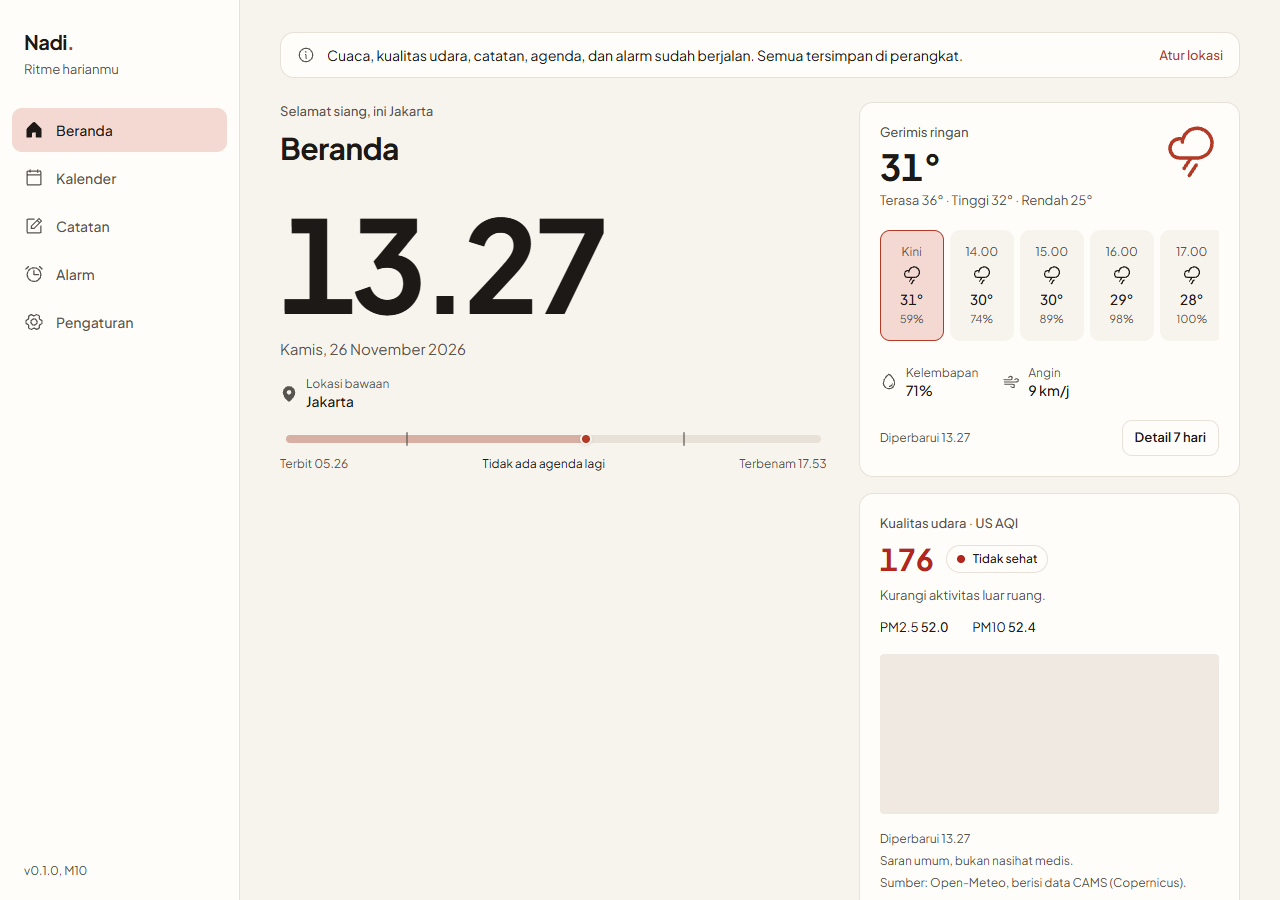 Nadi.
Ritme harianmu
Beranda
Kalender
Catatan
Alarm
Pengaturan
v0.1.0, M10
Cuaca, kualitas udara, catatan, agenda, dan alarm sudah berjalan. Semua tersimpan di perangkat.
Atur lokasi
Selamat siang, ini Jakarta
Beranda
13.27
Kamis, 26 November 2026
Lokasi bawaan
Jakarta
Terbit 05.26
Tidak ada agenda lagi
Terbenam 17.53
Gerimis ringan
31°
Terasa 36° · Tinggi 32° · Rendah 25°
Kini
31°
59%
14.00
30°
74%
15.00
30°
89%
16.00
29°
98%
17.00
28°
100%
Kelembapan
71%
Angin
9 km/j
Diperbarui 13.27
Detail 7 hari
Kualitas udara · US AQI
176
Tidak sehat
Kurangi aktivitas luar ruang.
PM2.5 52.0
PM10 52.4
Diperbarui 13.27
Saran umum, bukan nasihat medis.
Sumber: Open-Meteo, berisi data CAMS (Copernicus).